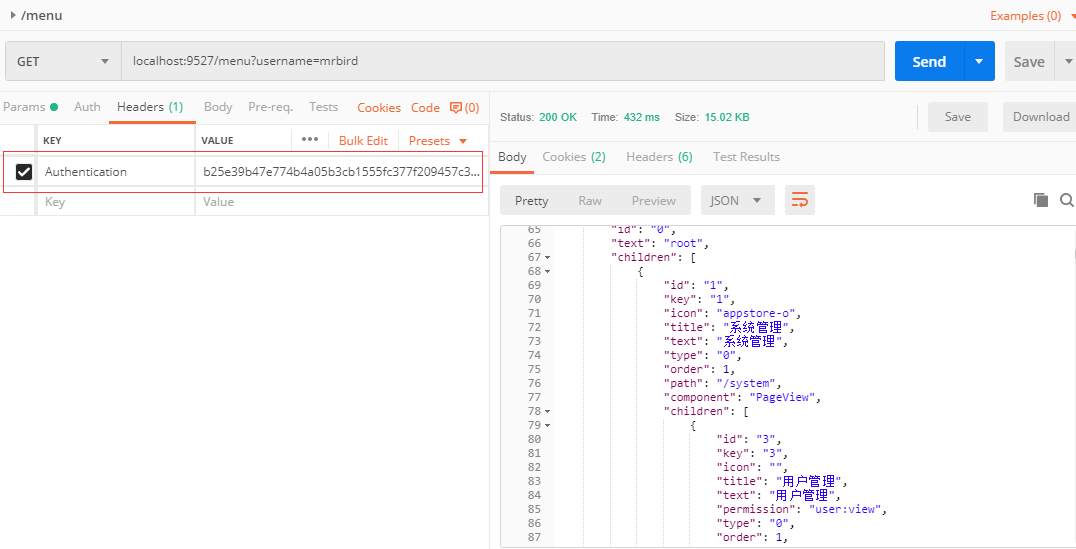 /menu
Examples (0)
GET
localhost:9527/menu?username=mrbird
Send
Save
Params
Auth
Headers (1)
Body
Pre-req.
Tests
Cookies
Code
(0)
KEY
VALUE
•••
Bulk Edit
Presets
Authentication
b25e39b47e774b4a05b3cb1555fc377f209457c3...
Key
Value
Status: 200 OK
Time: 432 ms
Size: 15.02 KB
Save
Download
Body
Cookies (2)
Headers (6)
Test Results
Pretty
Raw
Preview
JSON
65 "id": "0",
66 "text": "root",
67 "children": [
68 {
69 "id": "1",
70 "key": "1",
71 "icon": "appstore-o",
72 "title": "系统管理",
73 "text": "系统管理",
74 "type": "0",
75 "order": 1,
76 "path": "/system",
77 "component": "PageView",
78 "children": [
79 {
80 "id": "3",
81 "key": "3",
82 "icon": "",
83 "title": "用户管理",
84 "text": "用户管理",
85 "permission": "user:view",
86 "type": "0",
87 "order": 1,